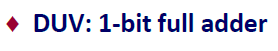 ♦ DUV: 1-bit full adder